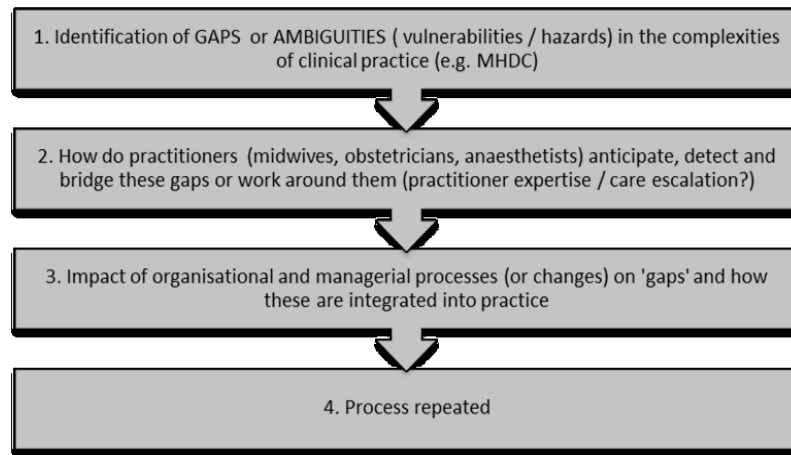 1. Identification of GAPS or AMBIGUITIES ( vulnerabilities / hazards) in the complexities
of clinical practice (e.g. MHDC)
2. How do practitioners (midwives, obstetricians, anaesthetists) anticipate, detect and
bridge these gaps or work around them (practitioner expertise / care escalation?)
3. Impact of organisational and managerial processes (or changes) on 'gaps' and how
these are integrated into practice
4. Process repeated